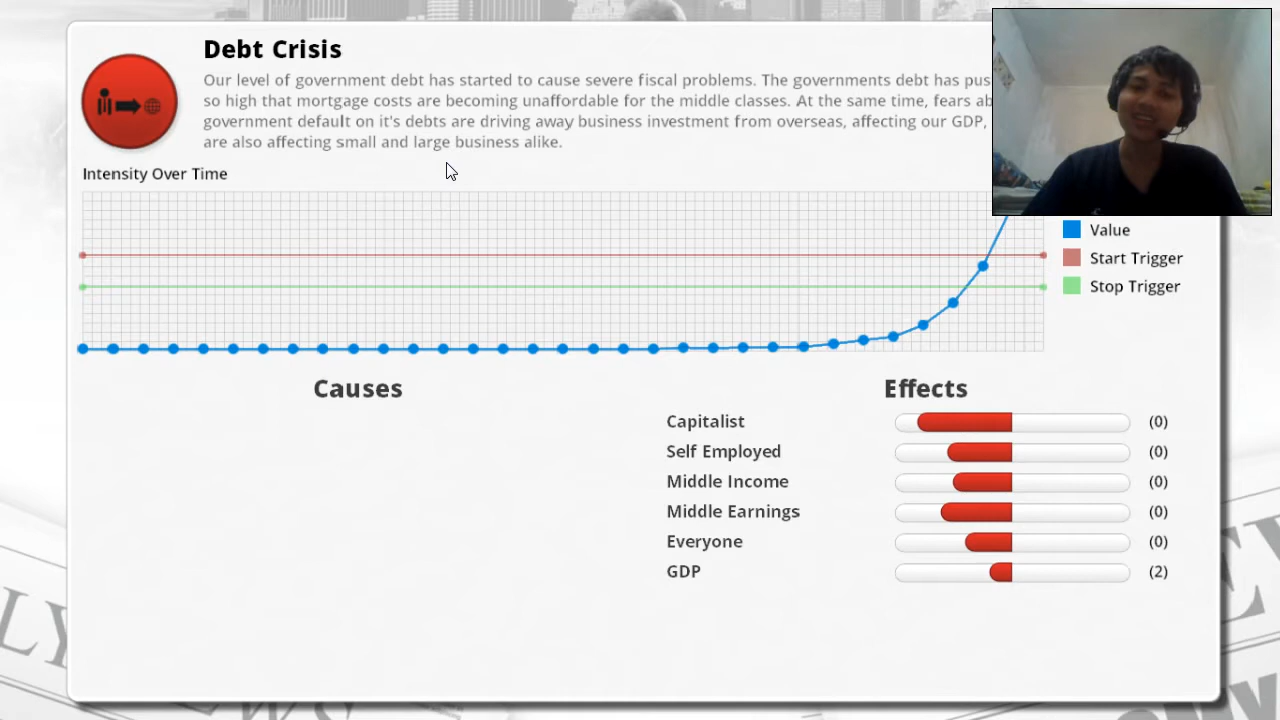 Debt Crisis
Our level of government debt has started to cause severe fiscal problems. The governments debt has pus
so high that mortgage costs are becoming unaffordable for the middle classes. At the same time, fears ab
government default on it's debts are driving away business investment from overseas, affecting our GDP,
are also affecting small and large business alike.
Intensity Over Time
Value
Start Trigger
Stop Trigger
Causes
Effects
Capitalist (0)
Self Employed (0)
Middle Income (0)
Middle Earnings (0)
Everyone (0)
GDP (2)